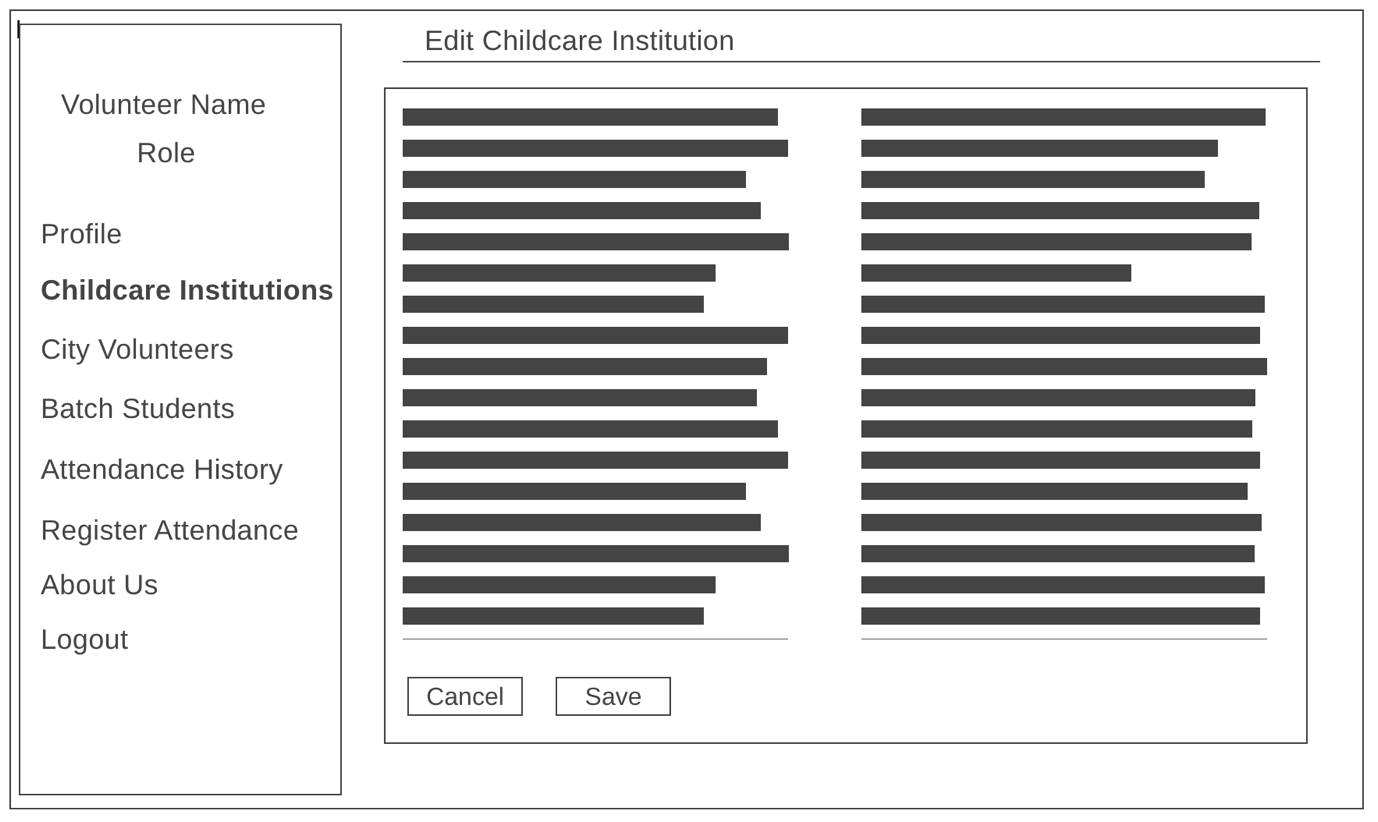 Edit Childcare Institution
Volunteer Name
Role
Profile
Childcare Institutions
City Volunteers
Batch Students
Attendance History
Register Attendance
About Us
Logout
Cancel
Save